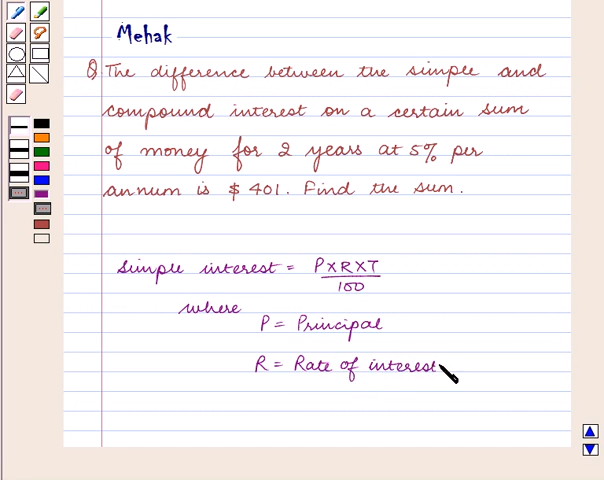 Mehak
Q The difference between the simple and
compound interest on a certain sum
of money for 2 years at 5% per
annum is $ 401. Find the sum.
Simple interest = P×R×T
100
where
P = Principal
R = Rate of interest